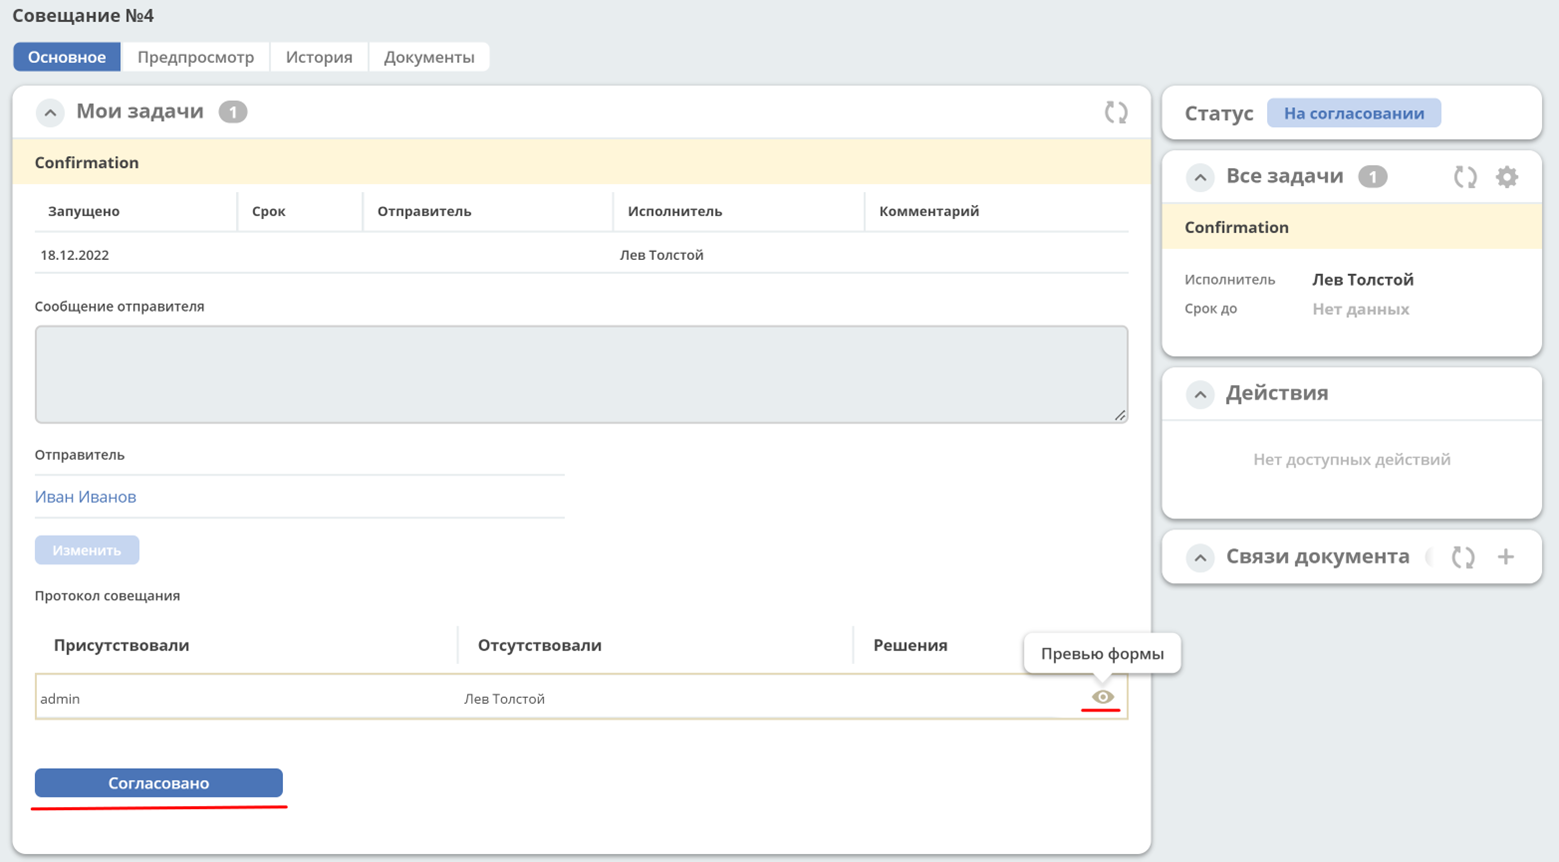 Совещание №4
Основное Предпросмотр История Документы
Мои задачи 1
Confirmation
Запущено Срок Отправитель Исполнитель Комментарий
18.12.2022 Лев Толстой
Сообщение отправителя
Отправитель
Иван Иванов
Изменить
Протокол совещания
Присутствовали Отсутствовали Решения
Превью формы
admin Лев Толстой
Согласовано
Статус На согласовании
Все задачи 1
Confirmation
Исполнитель Лев Толстой
Срок до Нет данных
Действия
Нет доступных действий
Связи документа